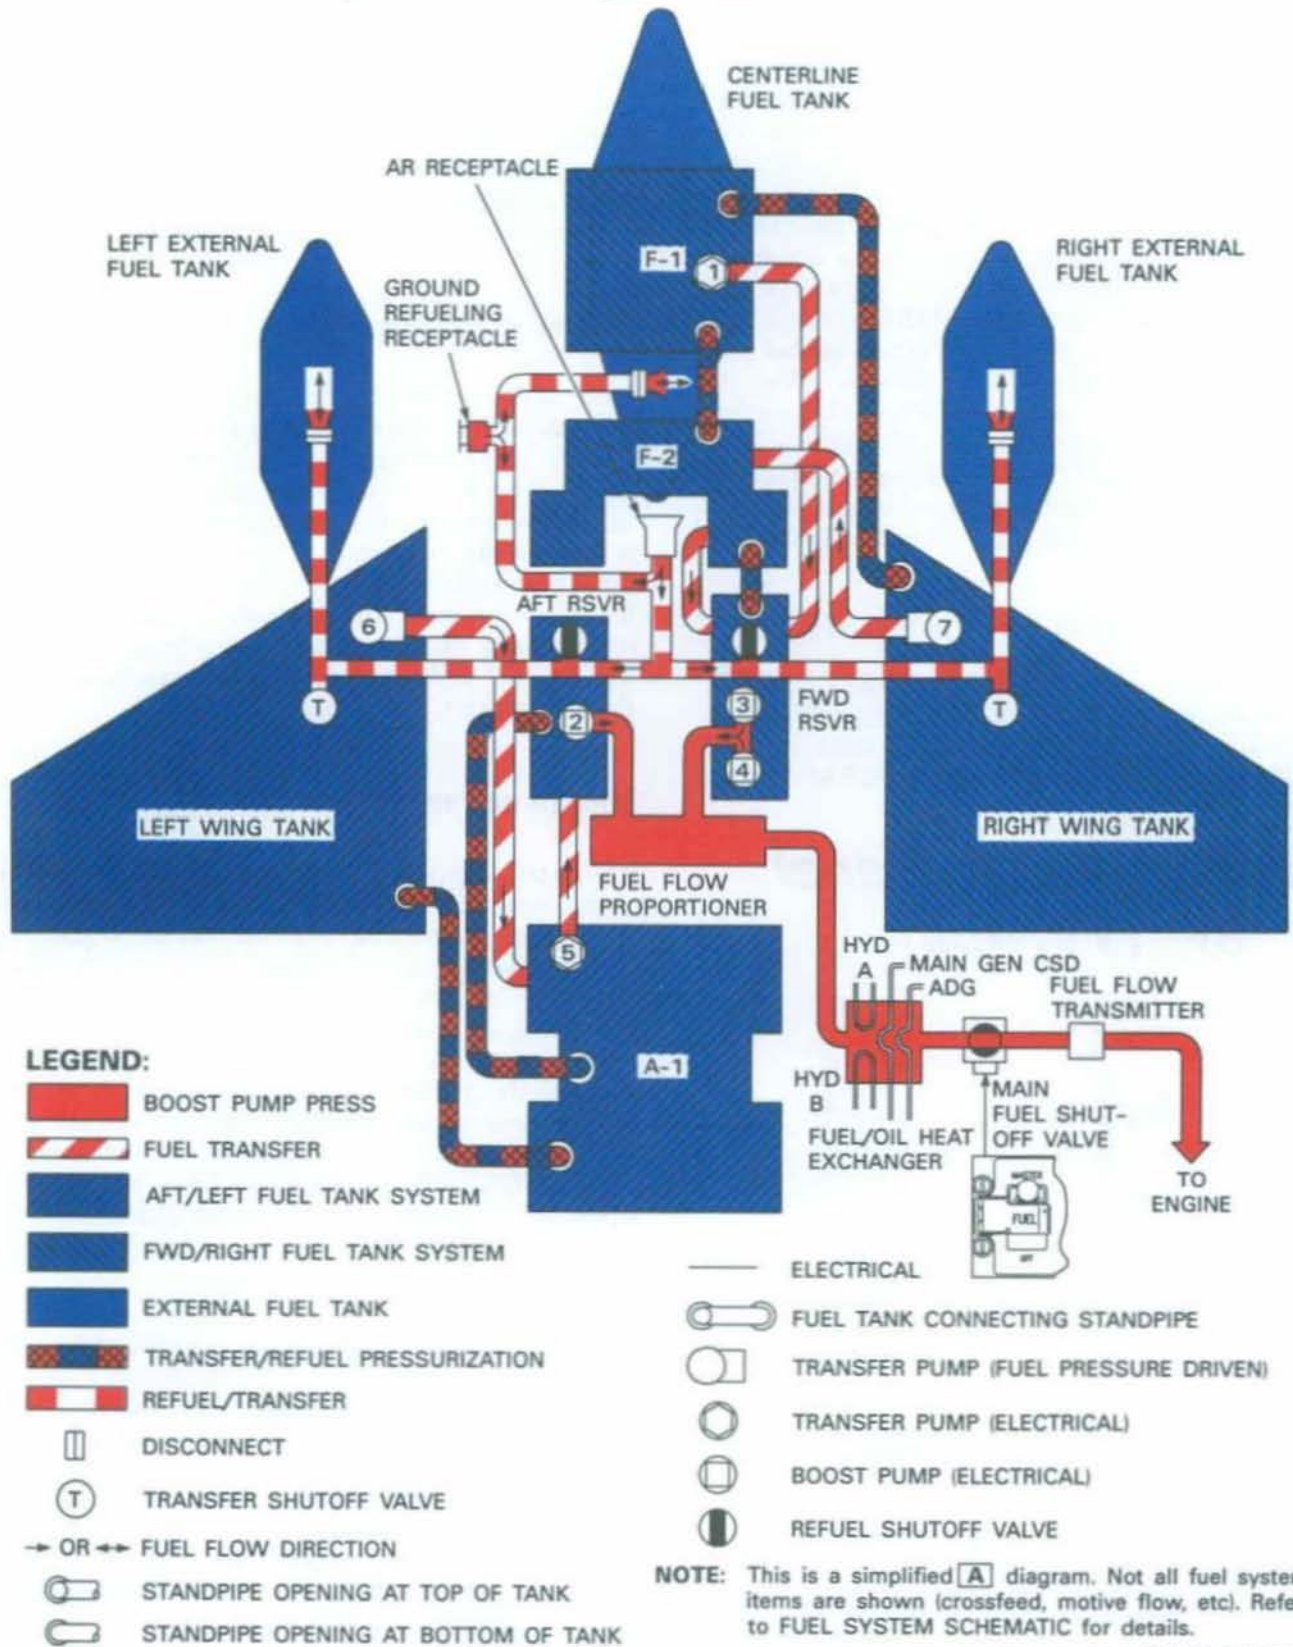 CENTERLINE
FUEL TANK
AR RECEPTACLE
LEFT EXTERNAL
FUEL TANK
RIGHT EXTERNAL
FUEL TANK
F-1
1
GROUND
REFUELING
RECEPTACLE
F-2
AFT RSVR
6
7
T
2
3
FWD
RSVR
T
4
LEFT WING TANK
RIGHT WING TANK
FUEL FLOW
PROPORTIONER
5
HYD
A
MAIN GEN CSD
ADG
FUEL FLOW
TRANSMITTER
A-1
HYD
B
MAIN
FUEL SHUT-
OFF VALVE
FUEL/OIL HEAT
EXCHANGER
TO
ENGINE
MASTER
FUEL
OFF
LEGEND:
BOOST PUMP PRESS
FUEL TRANSFER
AFT/LEFT FUEL TANK SYSTEM
FWD/RIGHT FUEL TANK SYSTEM
EXTERNAL FUEL TANK
TRANSFER/REFUEL PRESSURIZATION
REFUEL/TRANSFER
DISCONNECT
T TRANSFER SHUTOFF VALVE
OR FUEL FLOW DIRECTION
STANDPIPE OPENING AT TOP OF TANK
STANDPIPE OPENING AT BOTTOM OF TANK
ELECTRICAL
FUEL TANK CONNECTING STANDPIPE
TRANSFER PUMP (FUEL PRESSURE DRIVEN)
TRANSFER PUMP (ELECTRICAL)
BOOST PUMP (ELECTRICAL)
REFUEL SHUTOFF VALVE
NOTE: This is a simplified A diagram. Not all fuel system
items are shown (crossfeed, motive flow, etc). Refe
to FUEL SYSTEM SCHEMATIC for details.